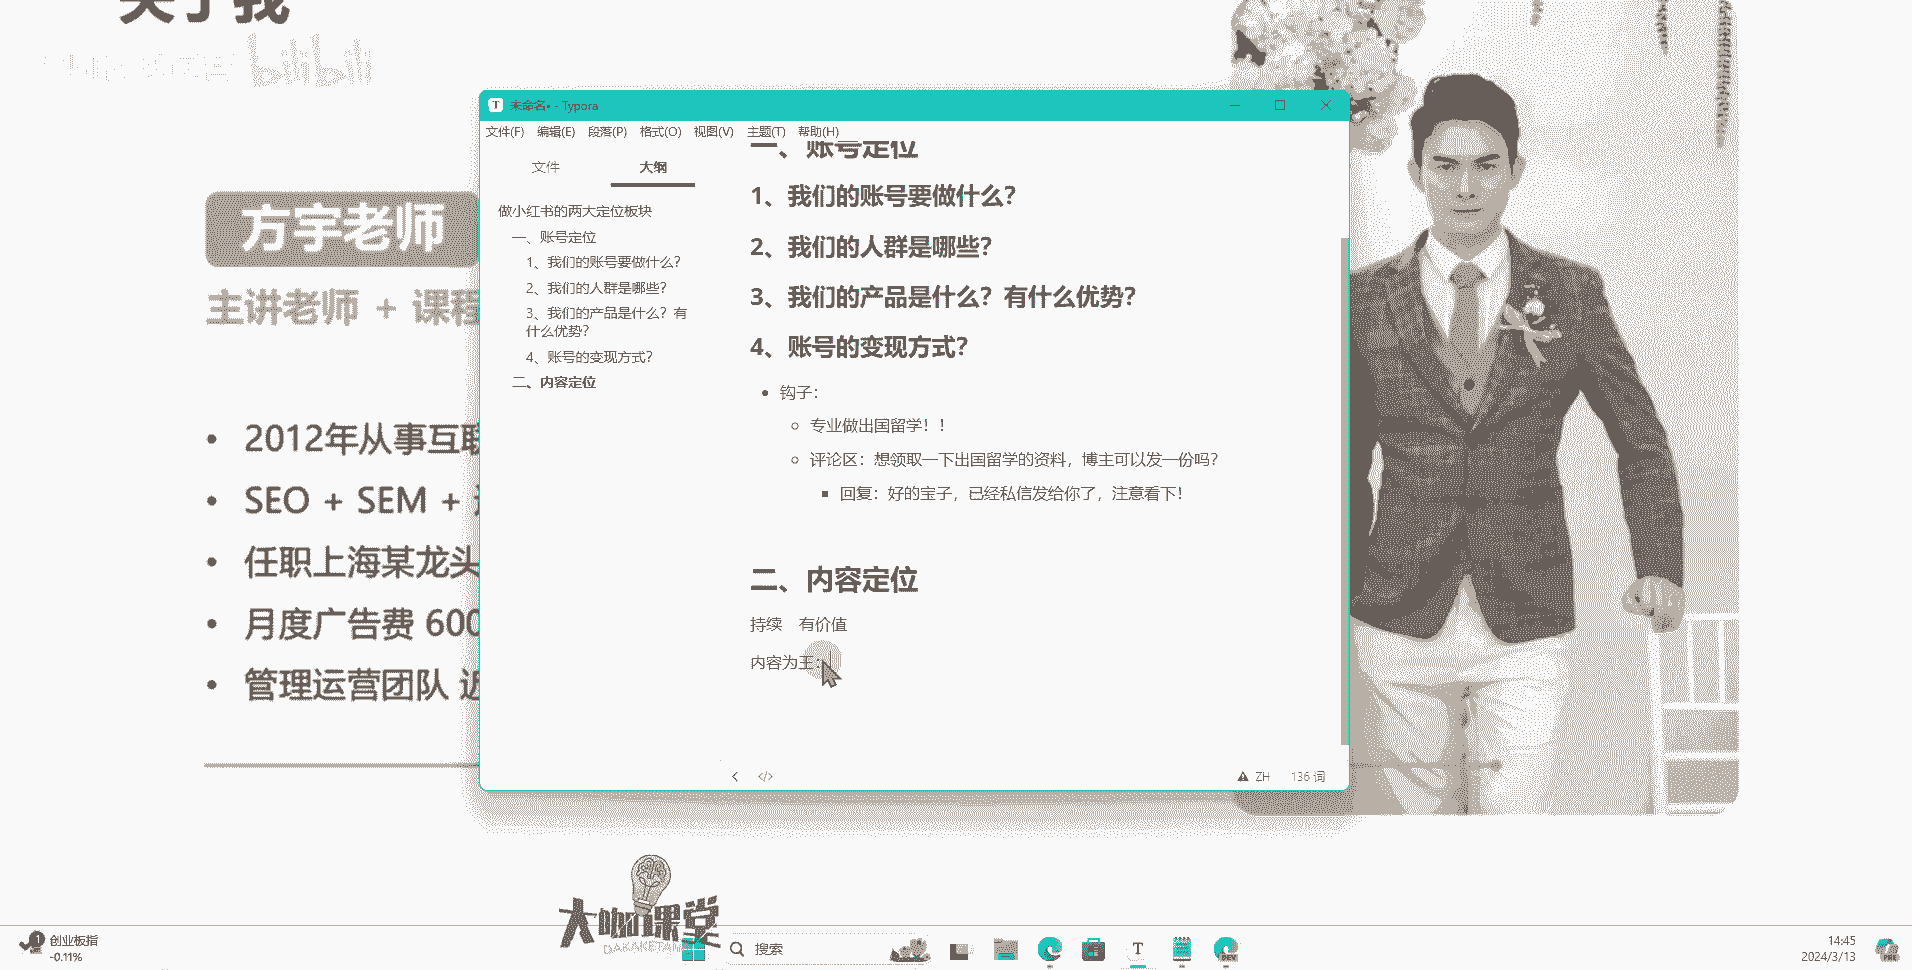 关于我
bilibili
方宇老师
主讲老师 + 课程
2012年从事互联
SEO + SEM +
任职上海某龙头
月度广告费 600
管理运营团队 近
未命名• - Typora
文件(F) 编辑(E) 段落(P) 格式(O) 视图(V) 主题(T) 帮助(H)
文件 大纲
做小红书的两大定位板块
一、账号定位
1、我们的账号要做什么？
2、我们的人群是哪些？
3、我们的产品是什么？有
什么优势？
4、账号的变现方式？
二、内容定位
一、账号定位
1、我们的账号要做什么？
2、我们的人群是哪些？
3、我们的产品是什么？有什么优势？
4、账号的变现方式？
钩子：
专业做出国留学！！
评论区：想领取一下出国留学的资料，博主可以发一份吗？
回复：好的宝子，已经私信发给你了，注意看下！
二、内容定位
持续 有价值
内容为王：
ZH 136 词
大咖课堂
DAKAKETANG
1
创业板指
-0.11%
搜索
T
DEV
14:45
2024/3/13
PRE